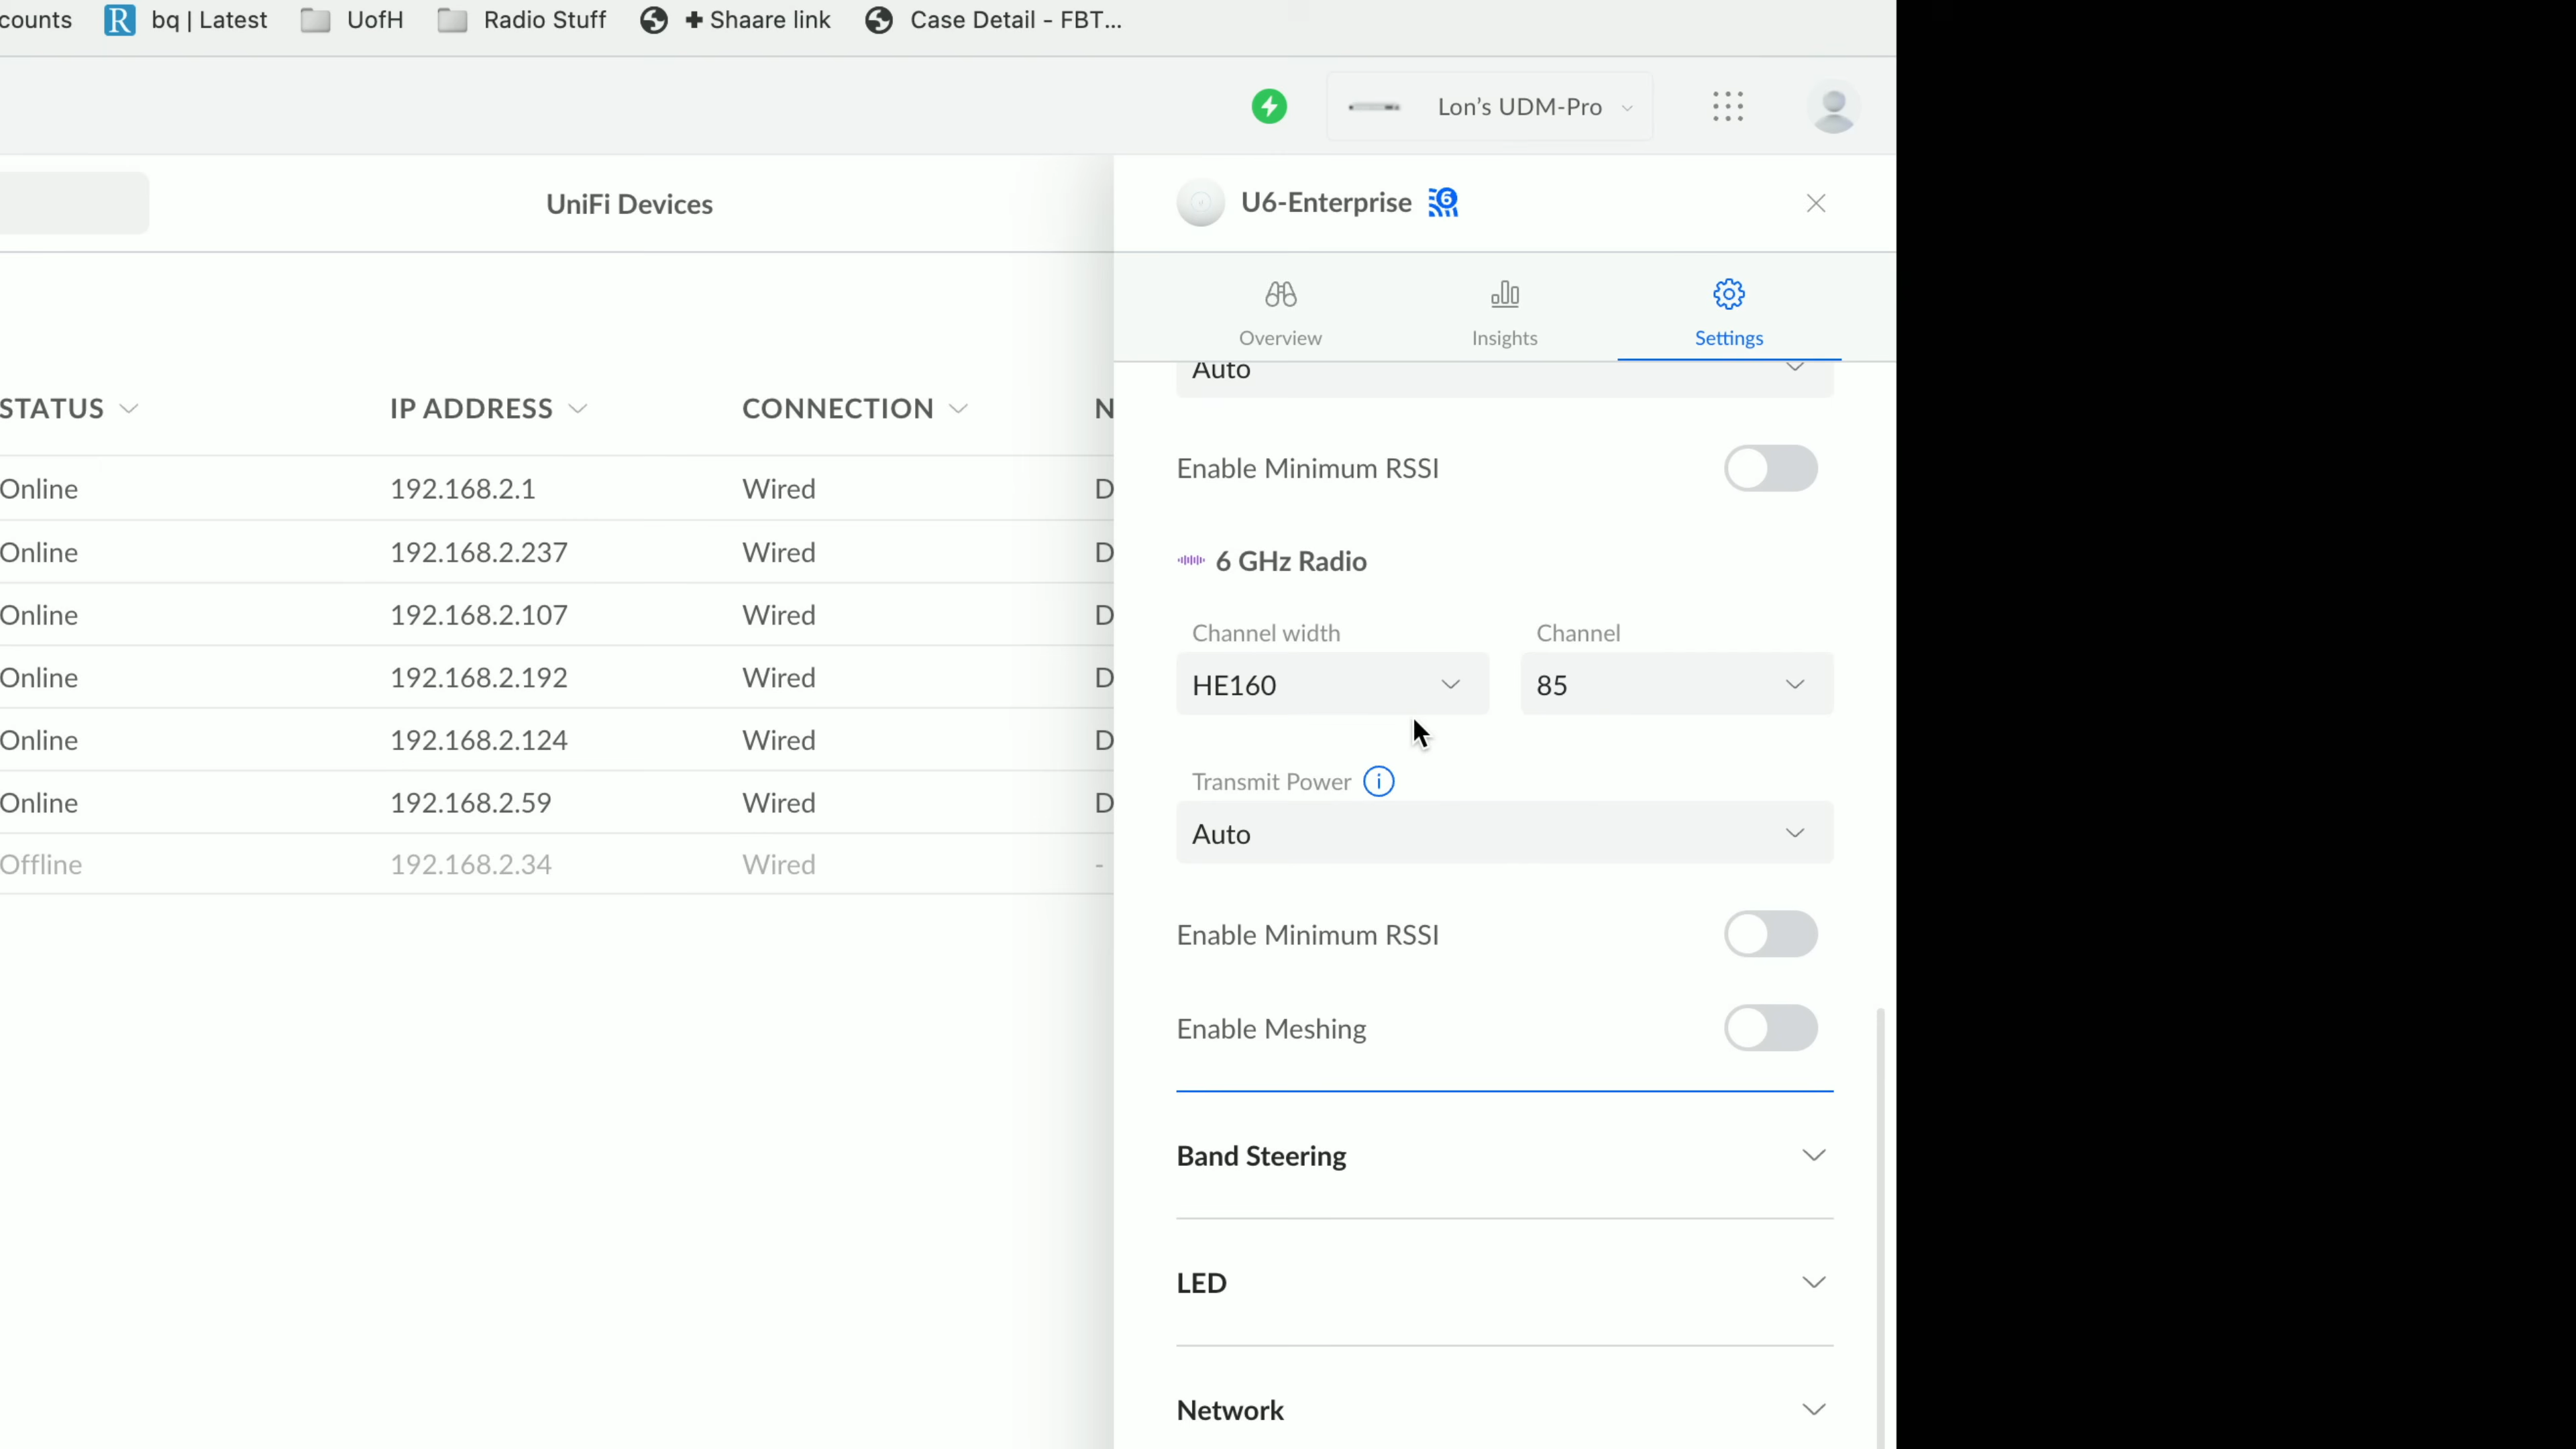 counts bq | Latest UofH Radio Stuff + Shaare link Case Detail - FBT...
Lon's UDM-Pro
UniFi Devices
STATUS IP ADDRESS CONNECTION N
Online 192.168.2.1 Wired D
Online 192.168.2.237 Wired D
Online 192.168.2.107 Wired D
Online 192.168.2.192 Wired D
Online 192.168.2.124 Wired D
Online 192.168.2.59 Wired D
Offline 192.168.2.34 Wired -
U6-Enterprise
Overview Insights Settings
Auto
Enable Minimum RSSI
6 GHz Radio
Channel width Channel
HE160 85
Transmit Power
Auto
Enable Minimum RSSI
Enable Meshing
Band Steering
LED
Network